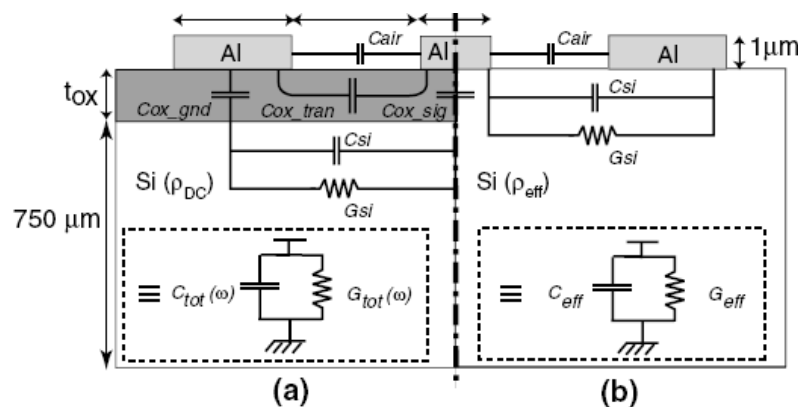 Cair
Cair
Al
Al
Al
1μm
tox
Cox_gnd
Cox_tran
Cox_sig
Csi
Csi
Gsi
Si (ρDC)
Gsi
Si (ρeff)
750 μm
≡ Ctot (ω)
Gtot (ω)
≡ Ceff
Geff
(a)
(b)